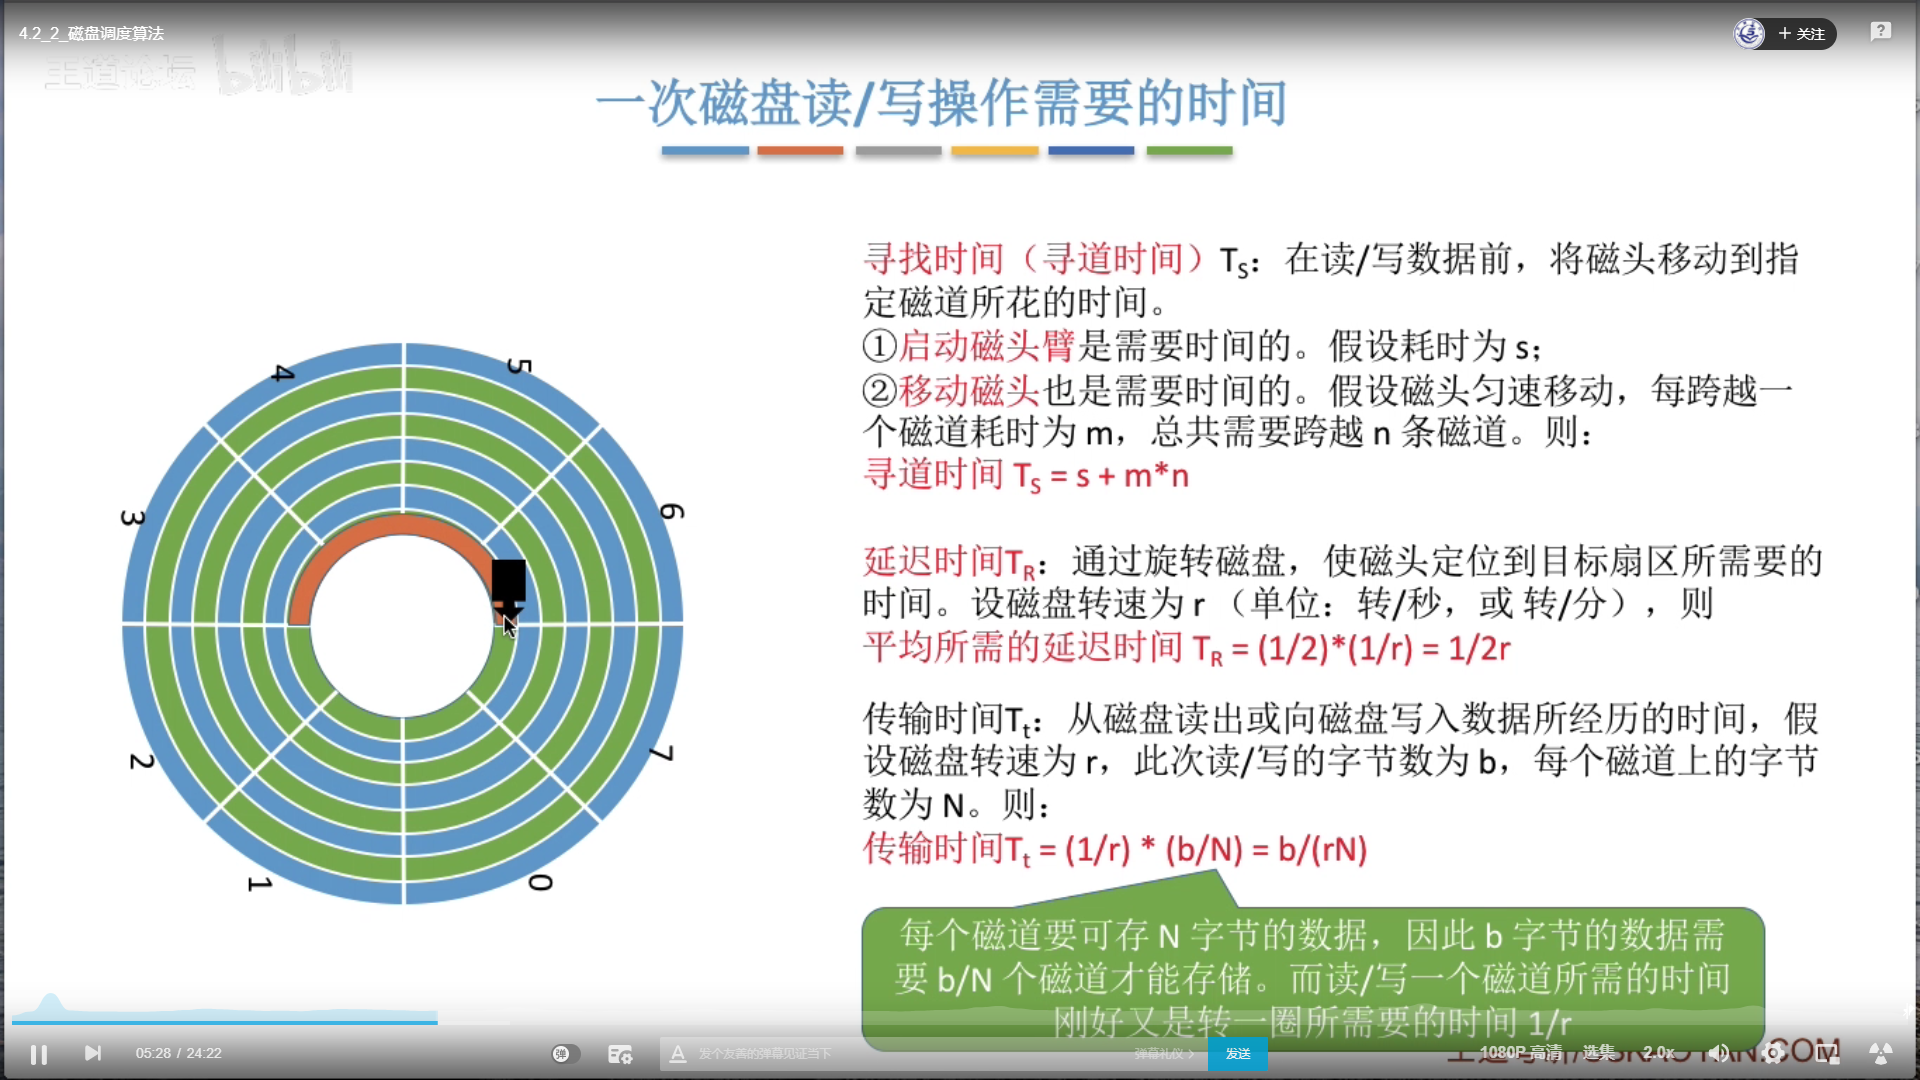 4.2_2_磁盘调度算法
+ 关注
王道论坛 bilibili
一次磁盘读/写操作需要的时间
寻找时间（寻道时间）TS：在读/写数据前，将磁头移动到指
定磁道所花的时间。
①启动磁头臂是需要时间的。假设耗时为 s；
②移动磁头也是需要时间的。假设磁头匀速移动，每跨越一
个磁道耗时为 m，总共需要跨越 n 条磁道。则：
寻道时间 TS = s + m*n
延迟时间TR：通过旋转磁盘，使磁头定位到目标扇区所需要的
时间。设磁盘转速为 r （单位：转/秒，或 转/分），则
平均所需的延迟时间 TR = (1/2)*(1/r) = 1/2r
传输时间Tt：从磁盘读出或向磁盘写入数据所经历的时间，假
设磁盘转速为 r，此次读/写的字节数为 b，每个磁道上的字节
数为 N。则：
传输时间Tt = (1/r) * (b/N) = b/(rN)
每个磁道要可存 N 字节的数据，因此 b 字节的数据需
要 b/N 个磁道才能存储。而读/写一个磁道所需的时间
刚好又是转一圈所需要的时间 1/r
4
5
3
6
2
7
1
0
05:28 / 24:22
弹
发个友善的弹幕见证当下
弹幕礼仪 >
发送
1080P 高清
选集
2.0x